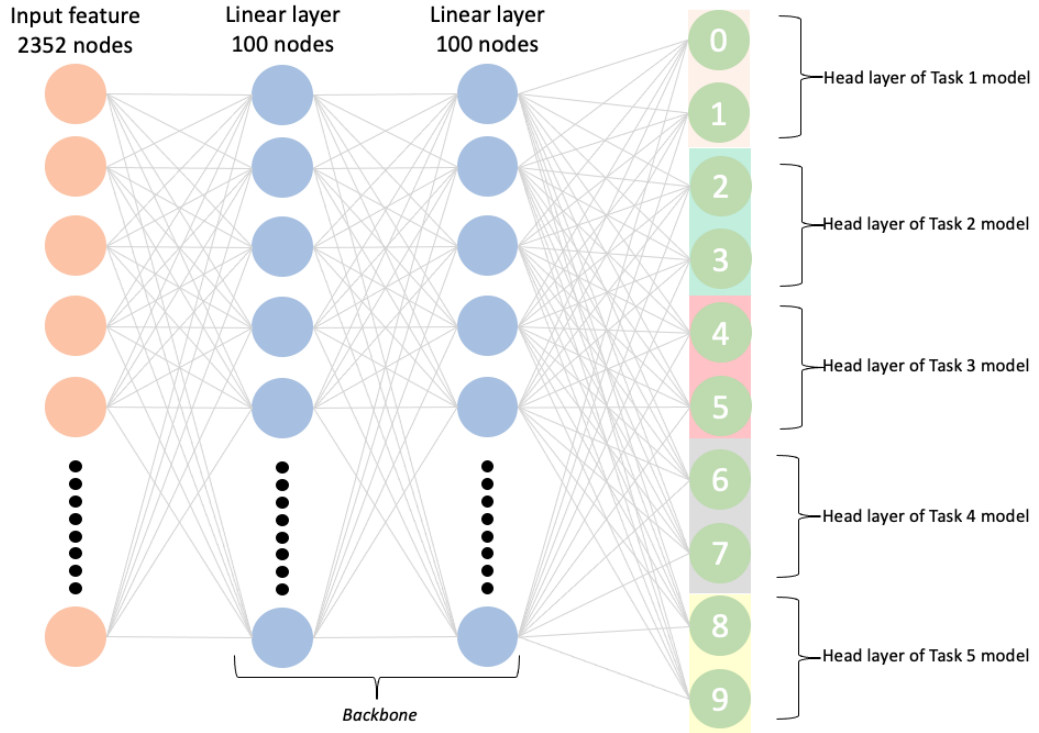 Input feature
2352 nodes
Linear layer
100 nodes
Linear layer
100 nodes
0
1
2
3
4
5
6
7
8
9
Head layer of Task 1 model
Head layer of Task 2 model
Head layer of Task 3 model
Head layer of Task 4 model
Head layer of Task 5 model
Backbone